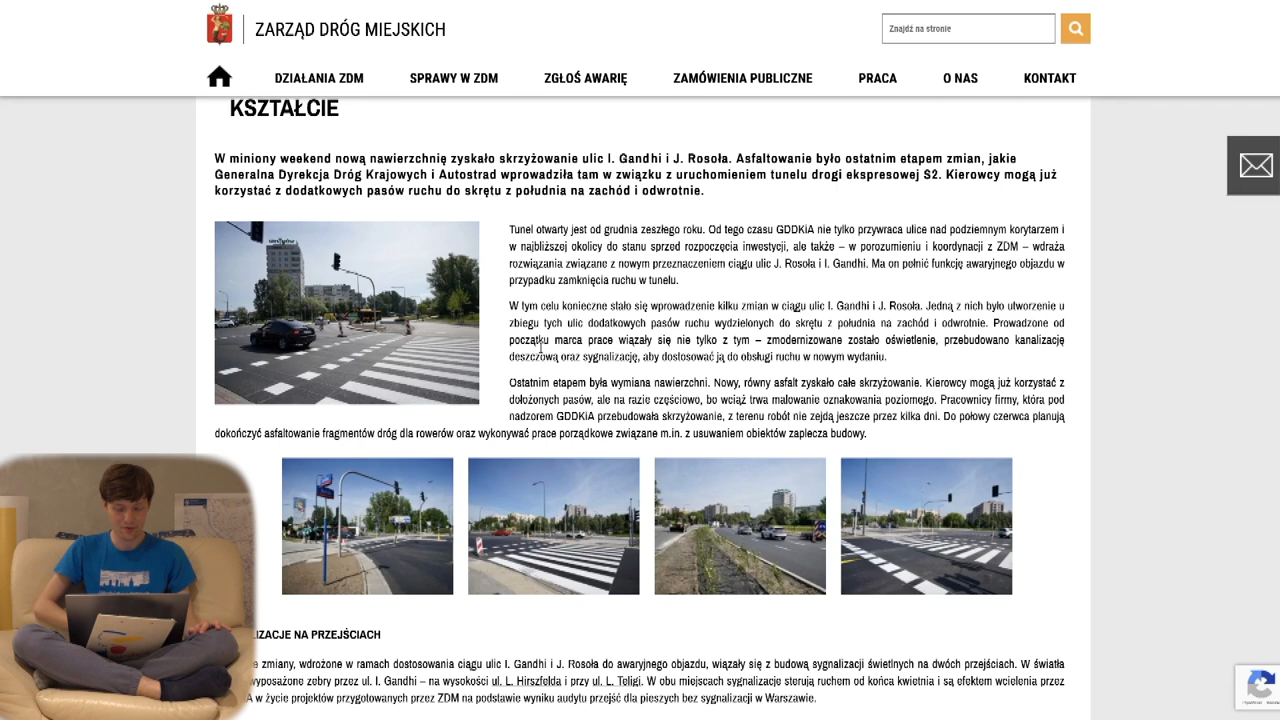 ZARZĄD DRÓG MIEJSKICH
Znajdź na stronie
DZIAŁANIA ZDM SPRAWY W ZDM ZGŁOŚ AWARIĘ ZAMÓWIENIA PUBLICZNE PRACA O NAS KONTAKT
KSZTAŁCIE
W miniony weekend nową nawierzchnię zyskało skrzyżowanie ulic I. Gandhi i J. Rosoła. Asfaltowanie było ostatnim etapem zmian, jakie
Generalna Dyrekcja Dróg Krajowych i Autostrad wprowadziła tam w związku z uruchomieniem tunelu drogi ekspresowej S2. Kierowcy mogą już
korzystać z dodatkowych pasów ruchu do skrętu z południa na zachód i odwrotnie.
Tunel otwarty jest od grudnia zeszłego roku. Od tego czasu GDDKiA nie tylko przywraca ulice nad podziemnym korytarzem i
w najbliższej okolicy do stanu sprzed rozpoczęcia inwestycji, ale także – w porozumieniu i koordynacji z ZDM – wdraża
rozwiązania związane z nowym przeznaczeniem ciągu ulic J. Rosoła i I. Gandhi. Ma on pełnić funkcję awaryjnego objazdu w
przypadku zamknięcia ruchu w tunelu.
W tym celu konieczne stało się wprowadzenie kilku zmian w ciągu ulic I. Gandhi i J. Rosoła. Jedną z nich było utworzenie u
zbiegu tych ulic dodatkowych pasów ruchu wydzielonych do skrętu z południa na zachód i odwrotnie. Prowadzone od
początku marca prace wiązały się nie tylko z tym – zmodernizowane zostało oświetlenie, przebudowano kanalizację
deszczową oraz sygnalizację, aby dostosować ją do obsługi ruchu w nowym wydaniu.
Ostatnim etapem była wymiana nawierzchni. Nowy, równy asfalt zyskało całe skrzyżowanie. Kierowcy mogą już korzystać z
dołożonych pasów, ale na razie częściowo, bo wciąż trwa malowanie oznakowania poziomego. Pracownicy firmy, która pod
nadzorem GDDKiA przebudowała skrzyżowanie, z terenu robót nie zejdą jeszcze przez kilka dni. Do połowy czerwca planują
dokończyć asfaltowanie fragmentów dróg dla rowerów oraz wykonywać prace porządkowe związane m.in. z usuwaniem obiektów zaplecza budowy.
LIZACJE NA PRZEJŚCIACH
e zmiany, wdrożone w ramach dostosowania ciągu ulic I. Gandhi i J. Rosoła do awaryjnego objazdu, wiązały się z budową sygnalizacji świetlnych na dwóch przejściach. W światła
wyposażone zebry przez ul. I. Gandhi – na wysokości ul. L. Hirszfelda i przy ul. L. Teligi. W obu miejscach sygnalizacje sterują ruchem od końca kwietnia i są efektem wcielenia przez
A w życie projektów przygotowanych przez ZDM na podstawie wyniku audytu przejść dla pieszych bez sygnalizacji w Warszawie.